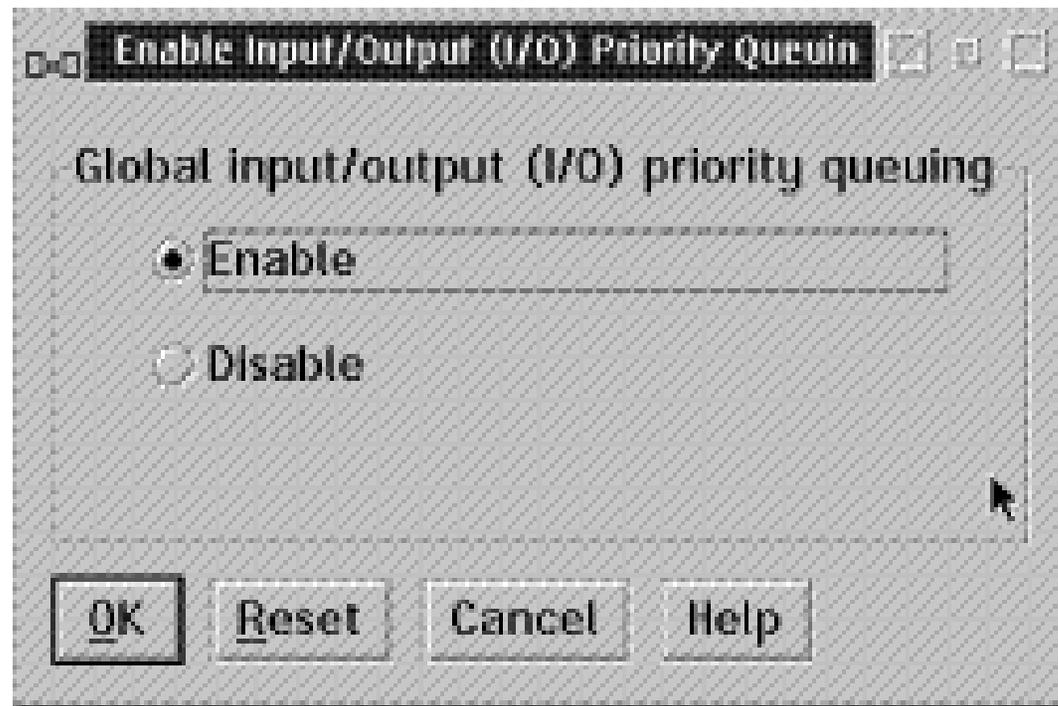 Enable Input/Output (I/O) Priority Queuin
Global input/output (I/O) priority queuing
Enable
Disable
OK Reset Cancel Help